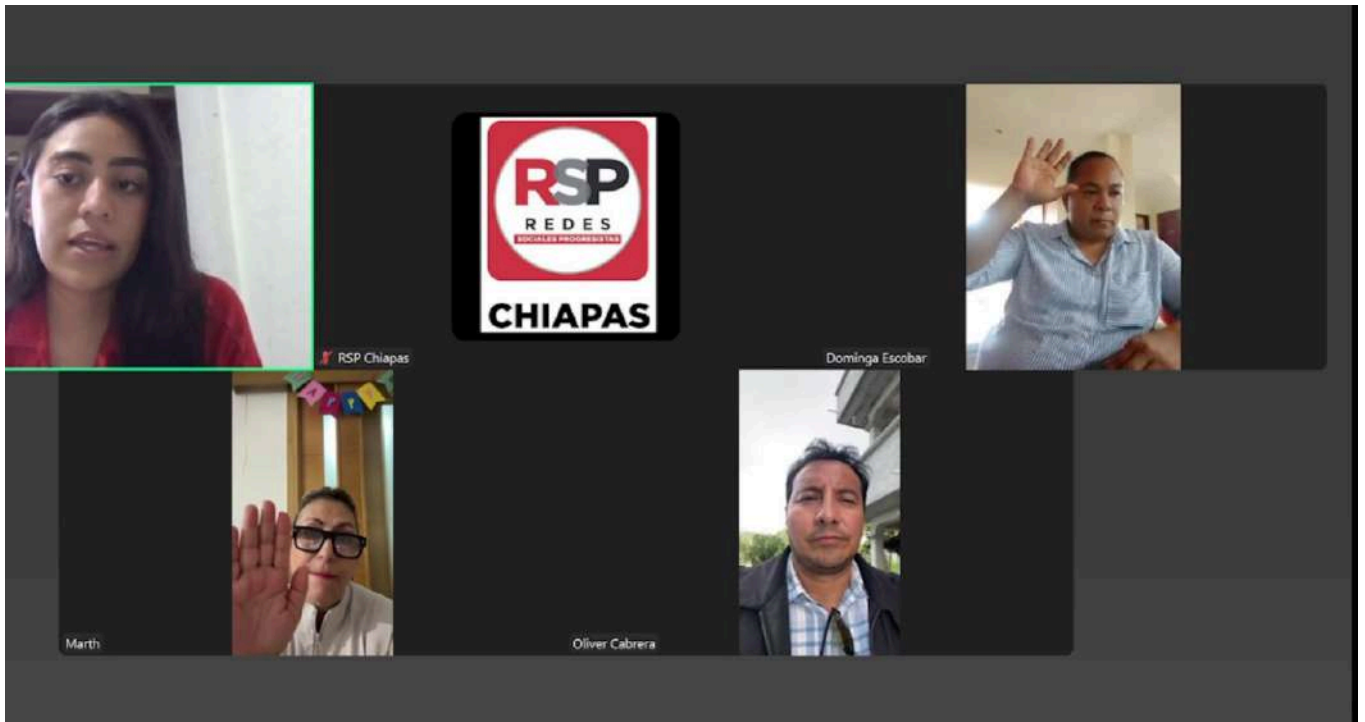 RSP
REDES
SOCIALES PROGRESISTAS
CHIAPAS
RSP Chiapas
Dominga Escobar
Marth
Oliver Cabrera